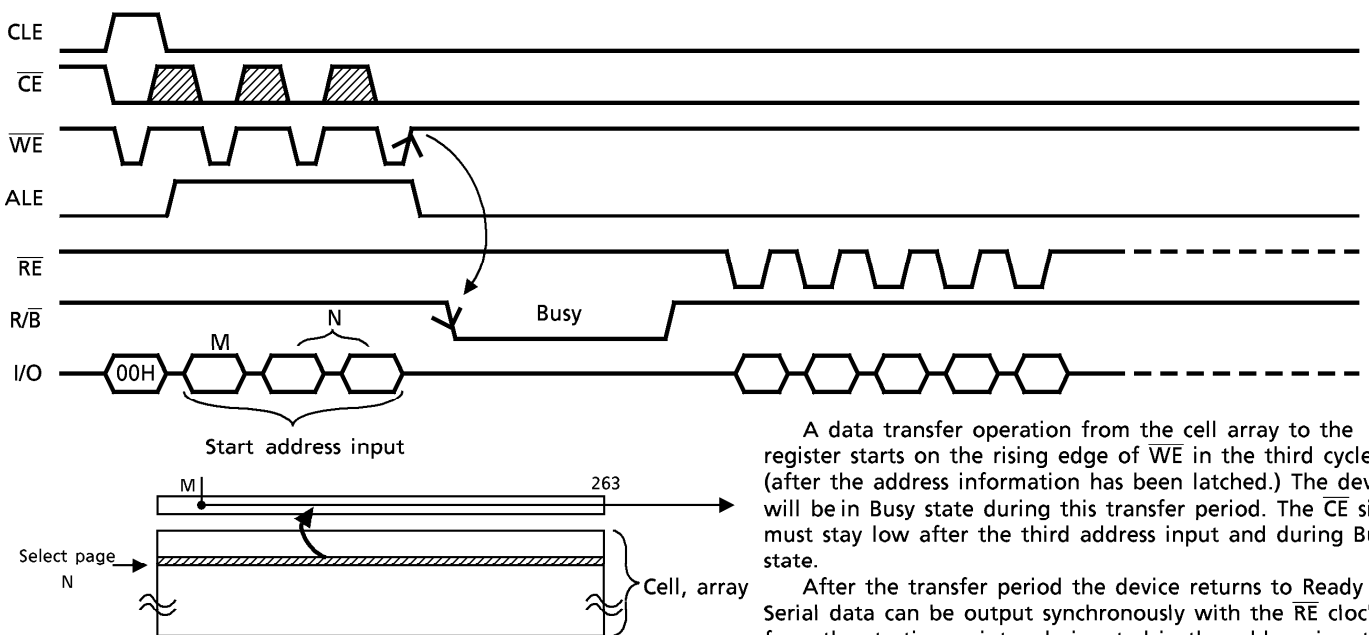 CLE
CE
WE
ALE
RE
R/B
Busy
N
M
I/O
00H
Start address input
M
263
Select page
N
Cell, array
A data transfer operation from the cell array to the
register starts on the rising edge of WE in the third cycle
(after the address information has been latched.) The
will be in Busy state during this transfer period. The CE
must stay low after the third address input and during
state.
After the transfer period the device returns to Ready
Serial data can be output synchronously with the RE